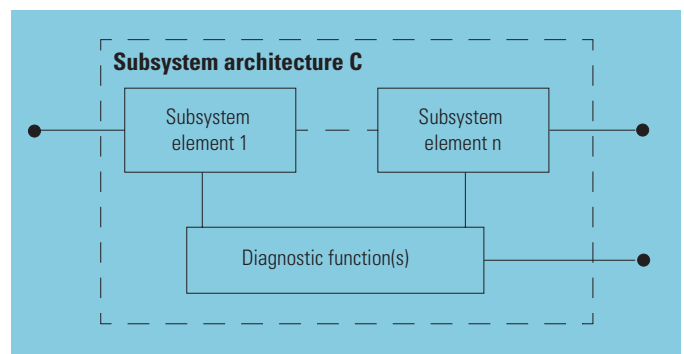 Subsystem architecture C
Subsystem
element 1
Subsystem
element n
Diagnostic function(s)